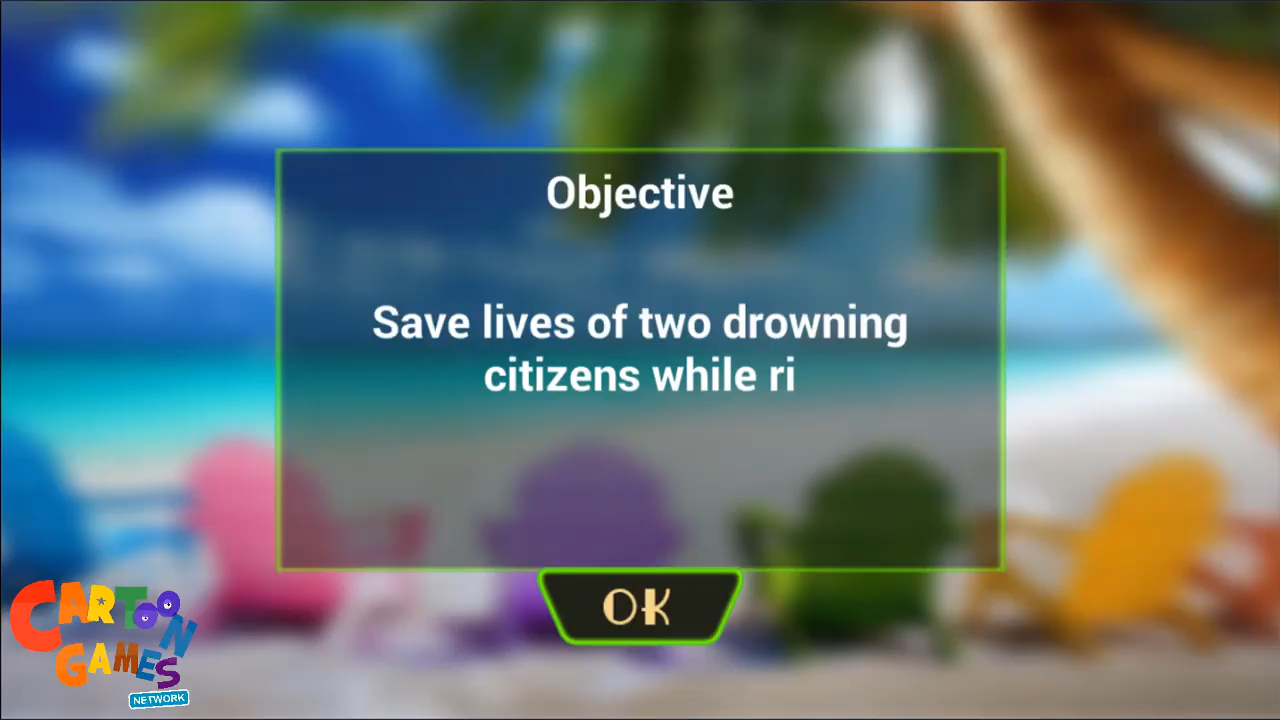 Objective
Save lives of two drowning
citizens while ri
OK
CARTOON
GAMES
NETWORK